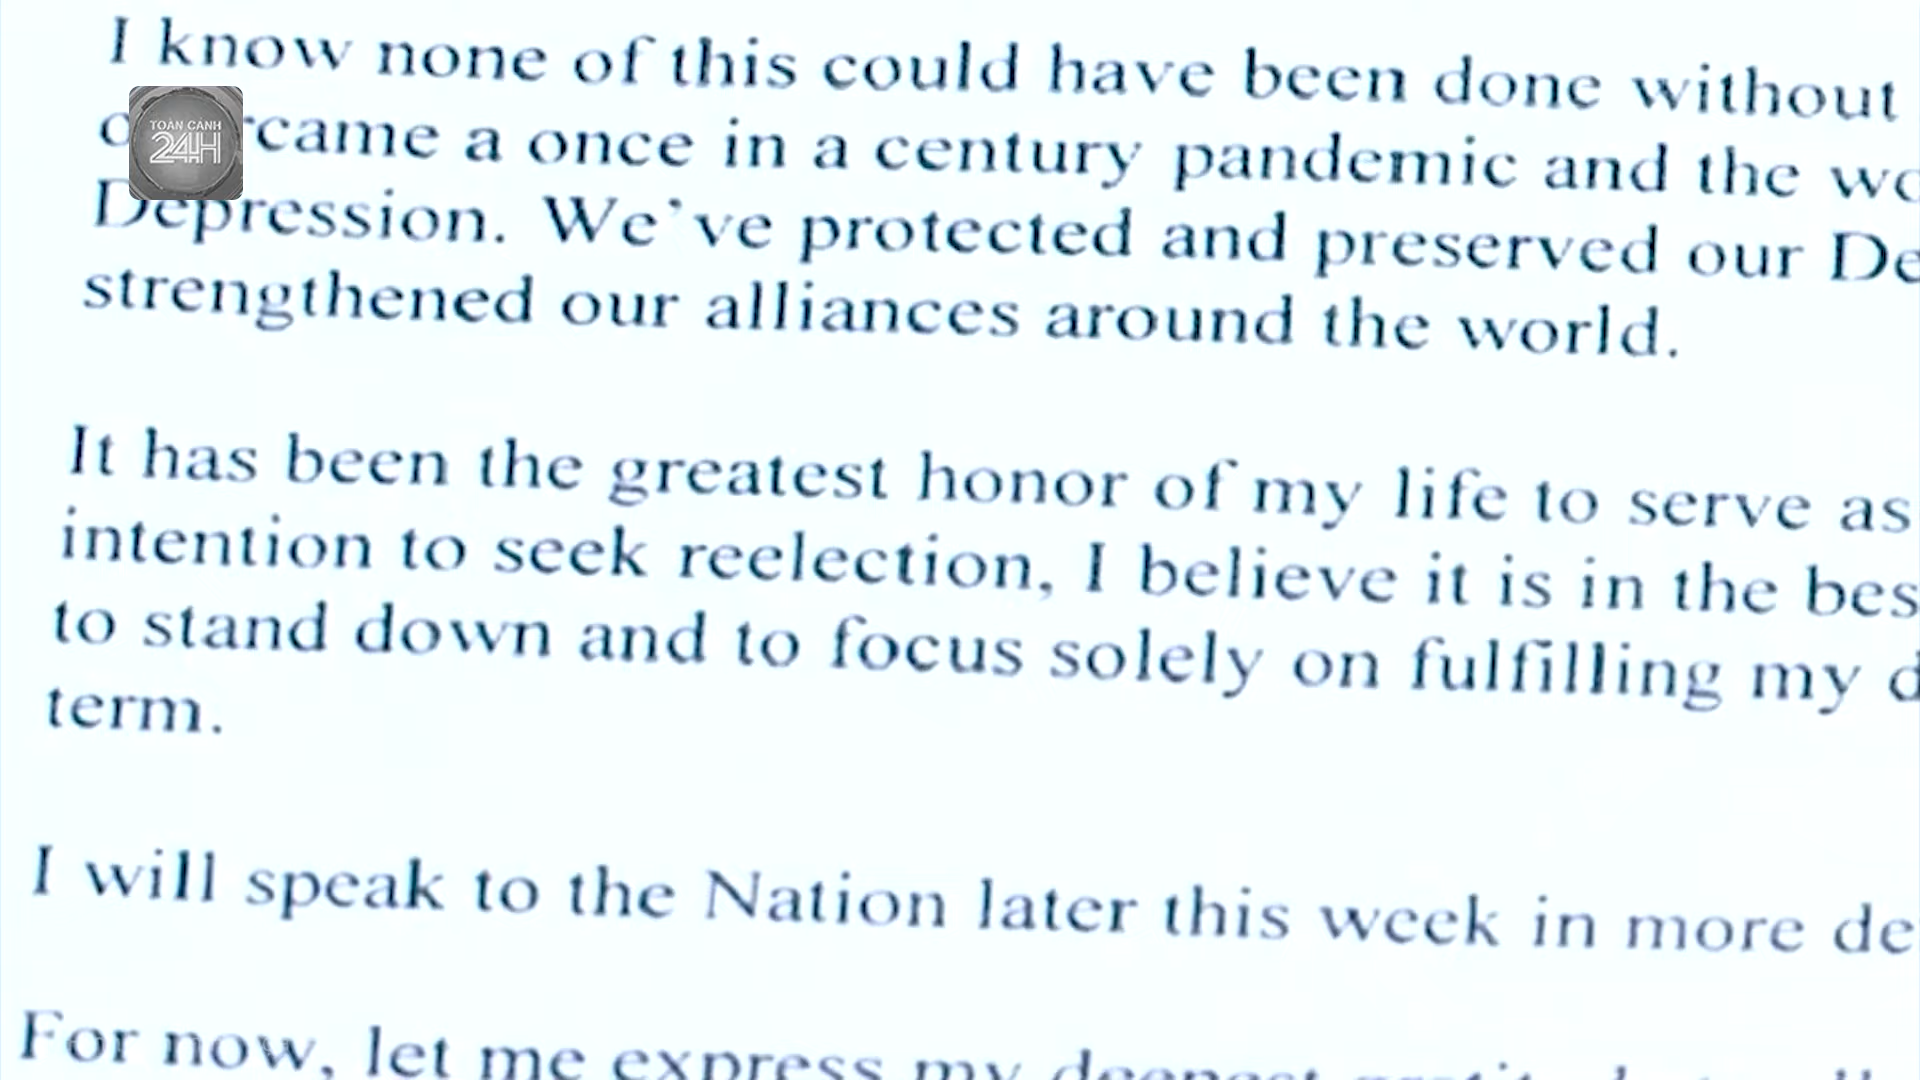 I know none of this could have been done without
TOÀN CẢNH
24H
came a once in a century pandemic and the
Depression. We've protected and preserved our
strengthened our alliances around the world.
It has been the greatest honor of my life to serve as
intention to seek reelection, I believe it is in the
to stand down and to focus solely on fulfilling my
term.
I will speak to the Nation later this week in more
For now, let me express my deepest